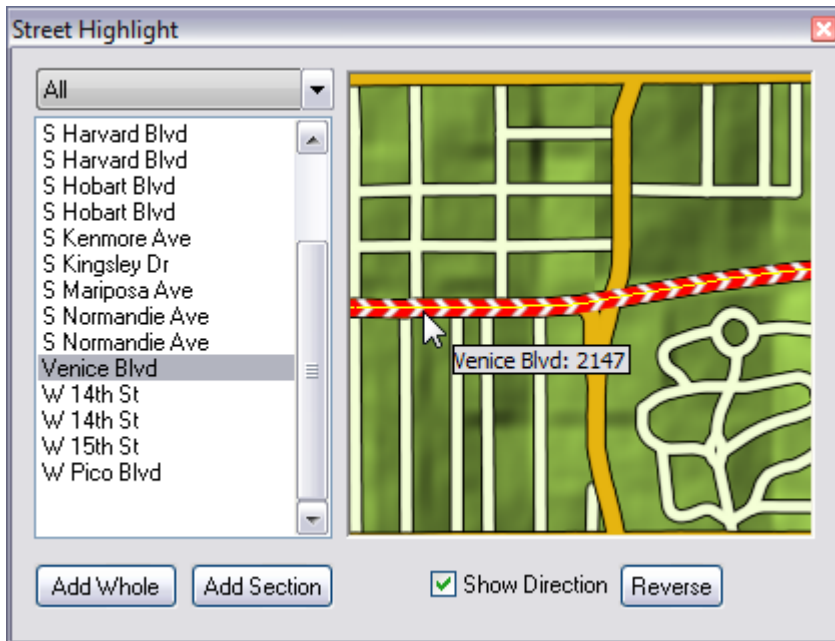 Street Highlight
All
S Harvard Blvd
S Harvard Blvd
S Hobart Blvd
S Hobart Blvd
S Kenmore Ave
S Kingsley Dr
S Mariposa Ave
S Normandie Ave
S Normandie Ave
Venice Blvd
W 14th St
W 14th St
W 15th St
W Pico Blvd
Venice Blvd: 2147
Add Whole
Add Section
Show Direction
Reverse